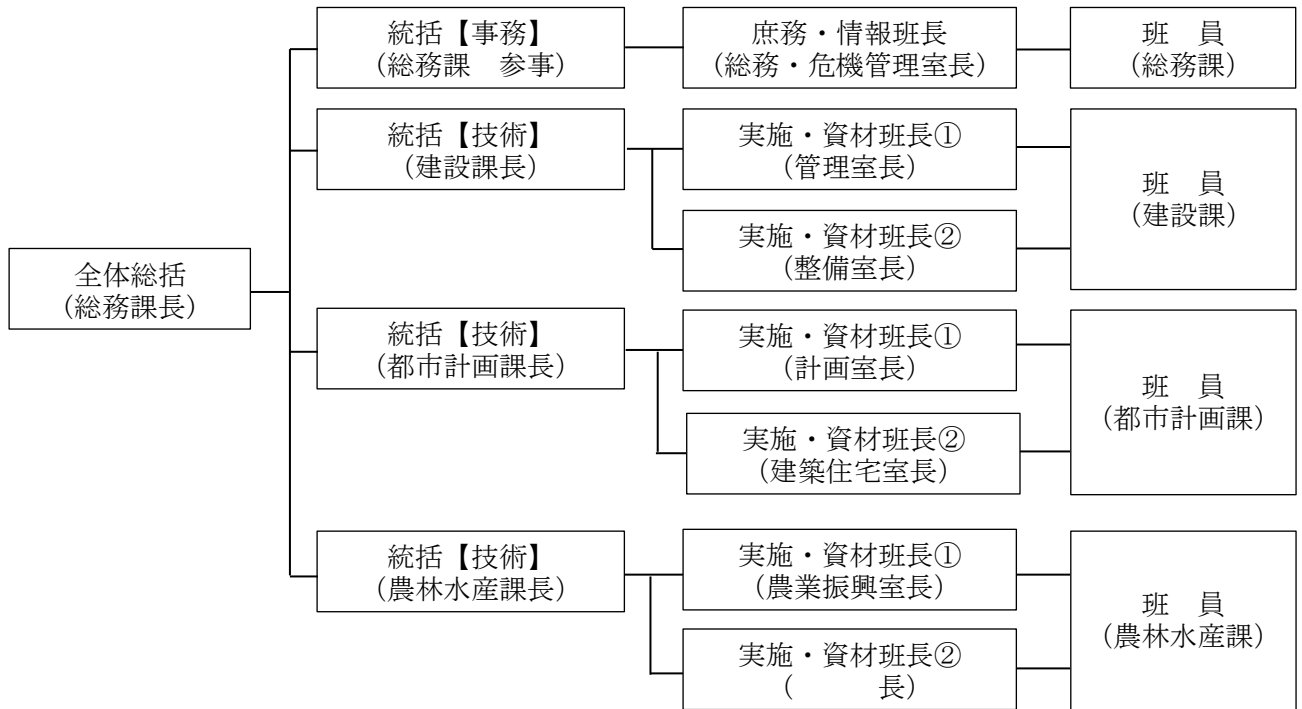 全体総括
(総務課長)
統括【事務】
(総務課　参事)
庶務・情報班長
(総務・危機管理室長)
班　員
(総務課)
統括【技術】
(建設課長)
実施・資材班長①
(管理室長)
実施・資材班長②
(整備室長)
班　員
(建設課)
統括【技術】
(都市計画課長)
実施・資材班長①
(計画室長)
実施・資材班長②
(建築住宅室長)
班　員
(都市計画課)
統括【技術】
(農林水産課長)
実施・資材班長①
(農業振興室長)
実施・資材班長②
(　　　長)
班　員
(農林水産課)